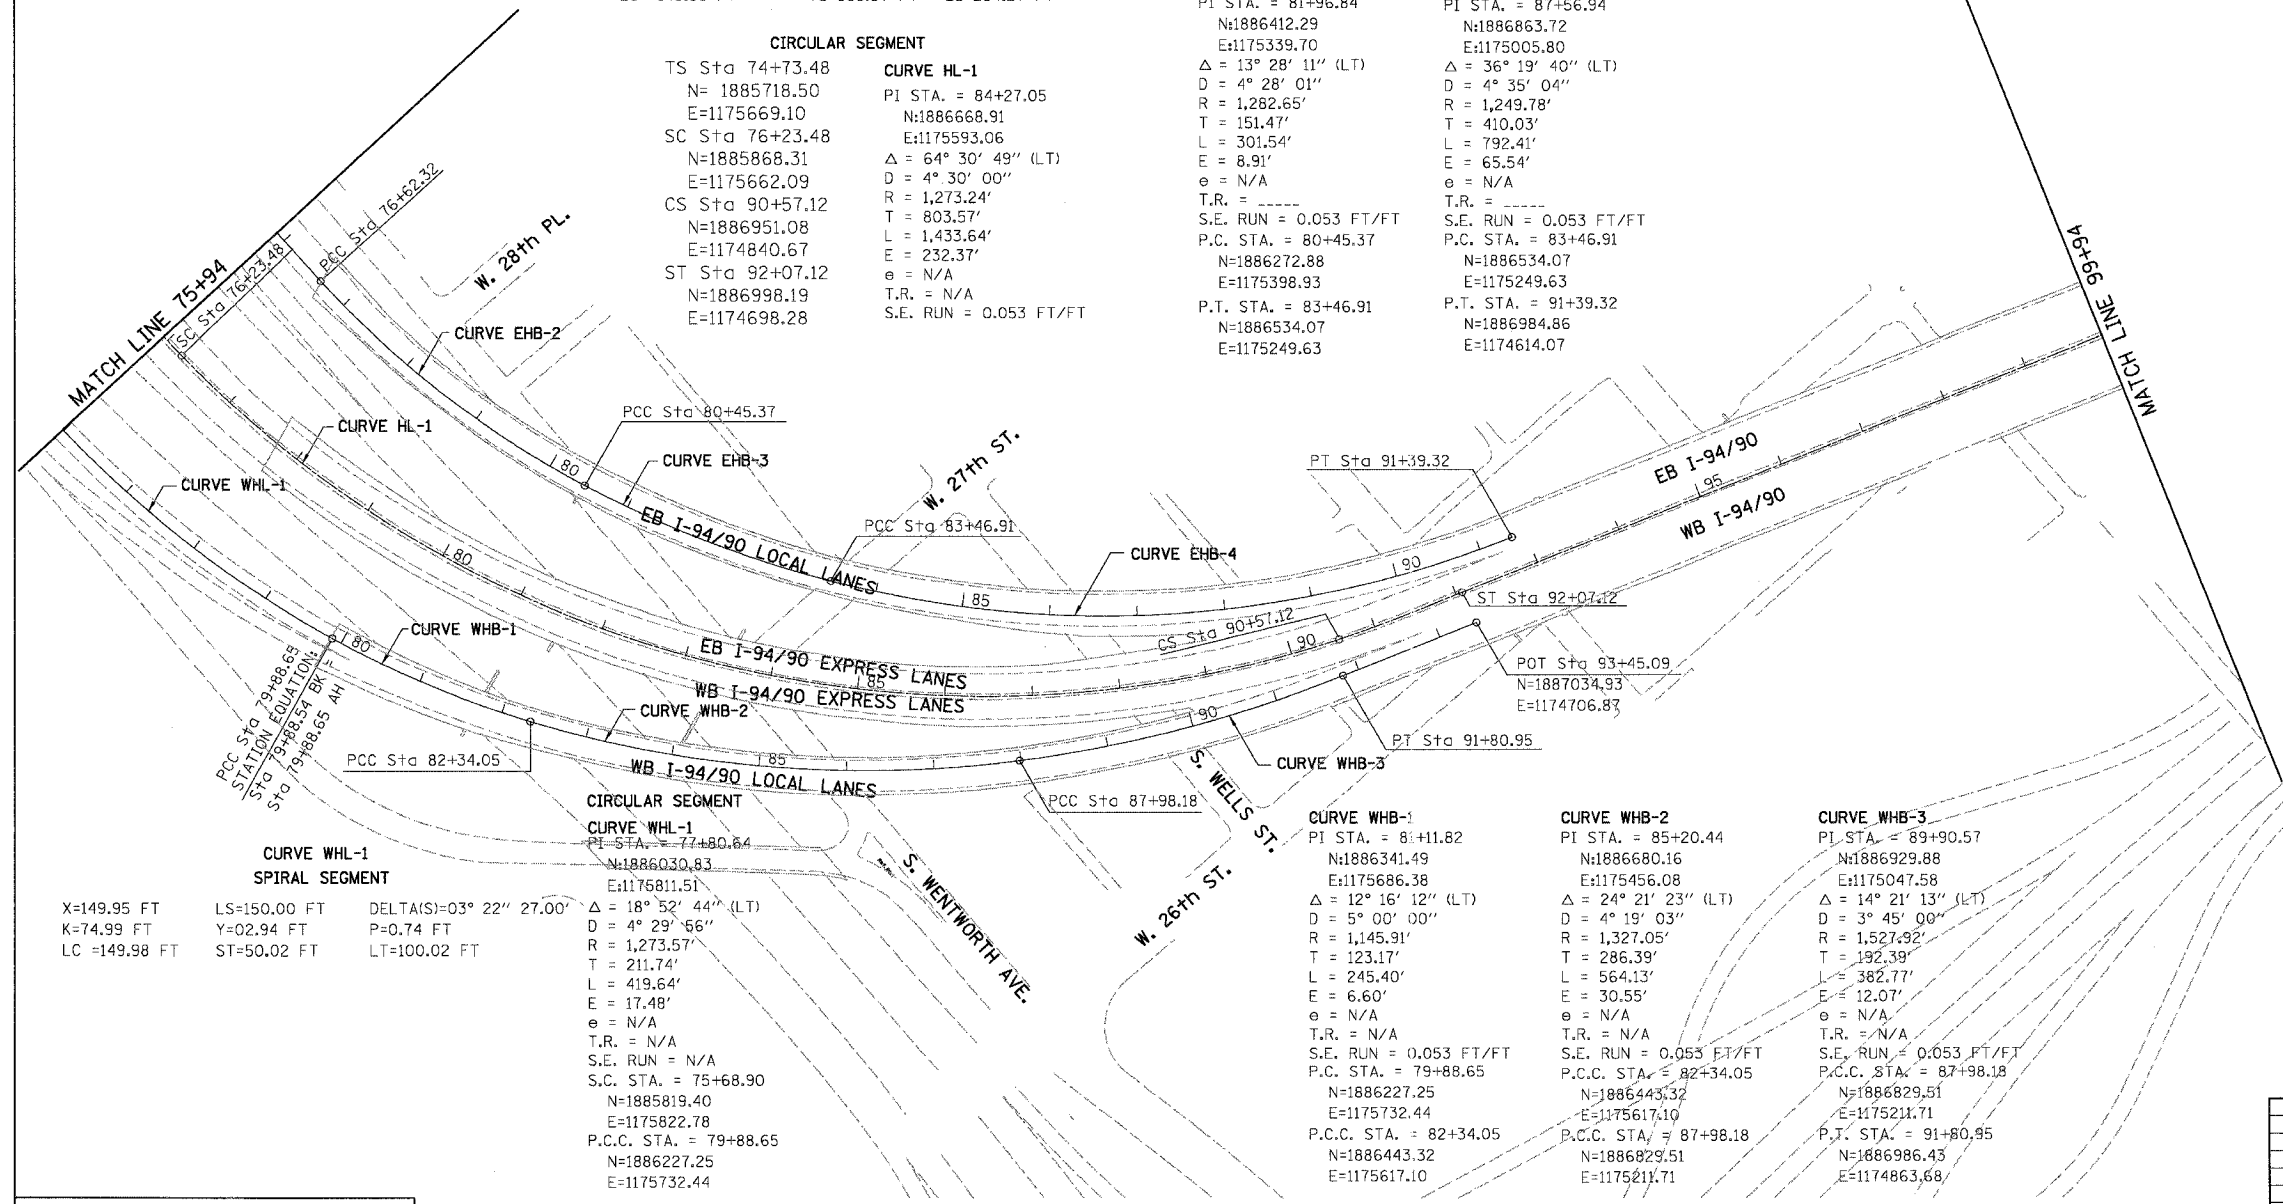 CIRCULAR SEGMENT
TS Sta 74+73.48
N= 1885718.50
E=1175669.10
SC Sta 76+23.48
N=1885868.31
E=1175662.09
CS Sta 90+57.12
N=1886951.08
E=1174840.67
ST Sta 92+07.12
N=1886998.19
E=1174698.28
CURVE HL-1
PI STA. = 84+27.05
N:1886668.91
E:1175593.06
Δ = 64° 30' 49'' (LT)
D = 4° 30' 00''
R = 1,273.24'
T = 803.57'
L = 1,433.64'
E = 232.37'
e = N/A
T.R. = N/A
S.E. RUN = 0.053 FT/FT
PI STA. = 81+96.84
N:1886412.29
E:1175339.70
Δ = 13° 28' 11'' (LT)
D = 4° 28' 01''
R = 1,282.65'
T = 151.47'
L = 301.54'
E = 8.91'
e = N/A
T.R. = _____
S.E. RUN = 0.053 FT/FT
P.C. STA. = 80+45.37
N=1886272.88
E=1175398.93
P.T. STA. = 83+46.91
N=1886534.07
E=1175249.63
PI STA. = 87+56.94
N:1886863.72
E:1175005.80
Δ = 36° 19' 40'' (LT)
D = 4° 35' 04''
R = 1,249.78'
T = 410.03'
L = 792.41'
E = 65.54'
e = N/A
T.R. = _____
S.E. RUN = 0.053 FT/FT
P.C. STA. = 83+46.91
N=1886534.07
E=1175249.63
P.T. STA. = 91+39.32
N=1886984.86
E=1174614.07
MATCH LINE 75+94
SC Sta 76+23.48
PCC Sta 76+62.32
W. 28th PL.
CURVE EHB-2
MATCH LINE 99+94
CURVE HL-1
PCC Sta 80+45.37
CURVE EHB-3
80
CURVE WHL-1
W. 27th ST.
PCC Sta 83+46.91
EB I-94/90 LOCAL LANES
PT Sta 91+39.32
EB I-94/90
95
WB I-94/90
80
CURVE EHB-4
90
85
ST Sta 92+07.12
CS Sta 90+57.12
90
CURVE WHB-1
80
EB I-94/90 EXPRESS LANES
85
WB I-94/90 EXPRESS LANES
POT Sta 93+45.09
N=1887034.93
E=1174706.87
PCC Sta 79+88.65
STATION EQUATION:
Sta 79+88.54 BK =
Sta 79+88.65 AH
CURVE WHB-2
90
PCC Sta 82+34.05
85
WB I-94/90 LOCAL LANES
PT Sta 91+80.95
CURVE WHB-3
PCC Sta 87+98.18
S. WELLS ST.
W. 26th ST.
S. WENTWORTH AVE.
CURVE WHL-1
SPIRAL SEGMENT
X=149.95 FT LS=150.00 FT DELTA(S)=03° 22'' 27.00'
K=74.99 FT Y=02.94 FT P=0.74 FT
LC =149.98 FT ST=50.02 FT LT=100.02 FT
CIRCULAR SEGMENT
CURVE WHL-1
PI STA. = 77+80.64
N:1886030.83
E:1175811.51
Δ = 18° 52' 44'' (LT)
D = 4° 29' 56''
R = 1,273.57'
T = 211.74'
L = 419.64'
E = 17.48'
e = N/A
T.R. = N/A
S.E. RUN = N/A
S.C. STA. = 75+68.90
N=1885819.40
E=1175822.78
P.C.C. STA. = 79+88.65
N=1886227.25
E=1175732.44
CURVE WHB-1
PI STA. = 81+11.82
N:1886341.49
E:1175686.38
Δ = 12° 16' 12'' (LT)
D = 5° 00' 00''
R = 1,145.91'
T = 123.17'
L = 245.40'
E = 6.60'
e = N/A
T.R. = N/A
S.E. RUN = 0.053 FT/FT
P.C. STA. = 79+88.65
N=1886227.25
E=1175732.44
P.C.C. STA. = 82+34.05
N=1886443.32
E=1175617.10
CURVE WHB-2
PI STA. = 85+20.44
N:1886680.16
E:1175456.08
Δ = 24° 21' 23'' (LT)
D = 4° 19' 03''
R = 1,327.05'
T = 286.39'
L = 564.13'
E = 30.55'
e = N/A
T.R. = N/A
S.E. RUN = 0.053 FT/FT
P.C.C. STA. = 82+34.05
N=1886443.32
E=1175617.10
P.C.C. STA. = 87+98.18
N=1886829.51
E=1175211.71
CURVE WHB-3
PI STA. = 89+90.57
N:1886929.88
E:1175047.58
Δ = 14° 21' 13'' (LT)
D = 3° 45' 00''
R = 1,527.92'
T = 192.39'
L = 382.77'
E = 12.07'
e = N/A
T.R. = N/A
S.E. RUN = 0.053 FT/FT
P.C.C. STA. = 87+98.18
N=1886829.51
E=1175211.71
P.T. STA. = 91+80.95
N=1886986.43
E=1174863.68